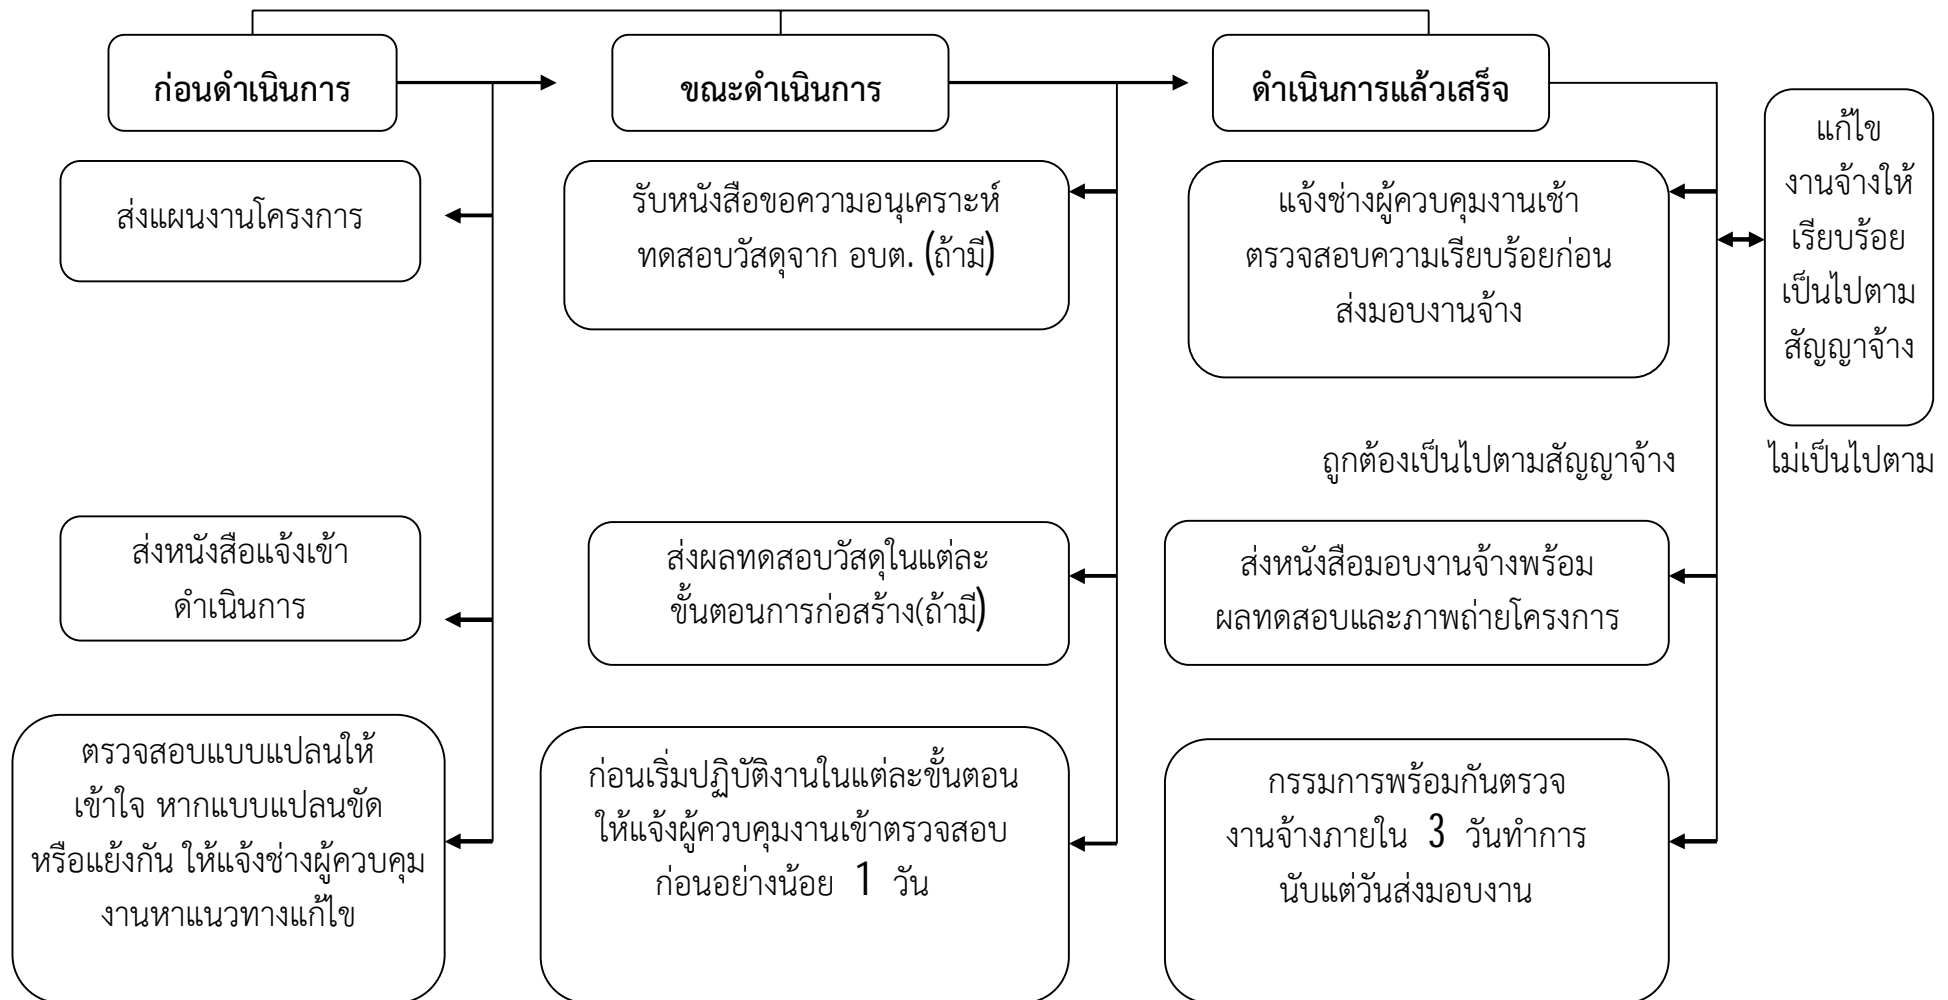 ก่อนดำเนินการ
ขณะดำเนินการ
ดำเนินการแล้วเสร็จ
ส่งแผนงานโครงการ
ส่งหนังสือแจ้งเข้า
ดำเนินการ
ตรวจสอบแบบแปลนให้
เข้าใจ หากแบบแปลนขัด
หรือแย้งกัน ให้แจ้งช่างผู้ควบคุม
งานหาแนวทางแก้ไข
รับหนังสือขอความอนุเคราะห์
ทดสอบวัสดุจาก อบต. (ถ้ามี)
ส่งผลทดสอบวัสดุในแต่ละ
ขั้นตอนการก่อสร้าง(ถ้ามี)
ก่อนเริ่มปฏิบัติงานในแต่ละขั้นตอน
ให้แจ้งผู้ควบคุมงานเข้าตรวจสอบ
ก่อนอย่างน้อย 1 วัน
แจ้งช่างผู้ควบคุมงานเช้า
ตรวจสอบความเรียบร้อยก่อน
ส่งมอบงานจ้าง
ถูกต้องเป็นไปตามสัญญาจ้าง
ส่งหนังสือมอบงานจ้างพร้อม
ผลทดสอบและภาพถ่ายโครงการ
กรรมการพร้อมกันตรวจ
งานจ้างภายใน 3 วันทำการ
นับแต่วันส่งมอบงาน
แก้ไข
งานจ้างให้
เรียบร้อย
เป็นไปตาม
สัญญาจ้าง
ไม่เป็นไปตาม